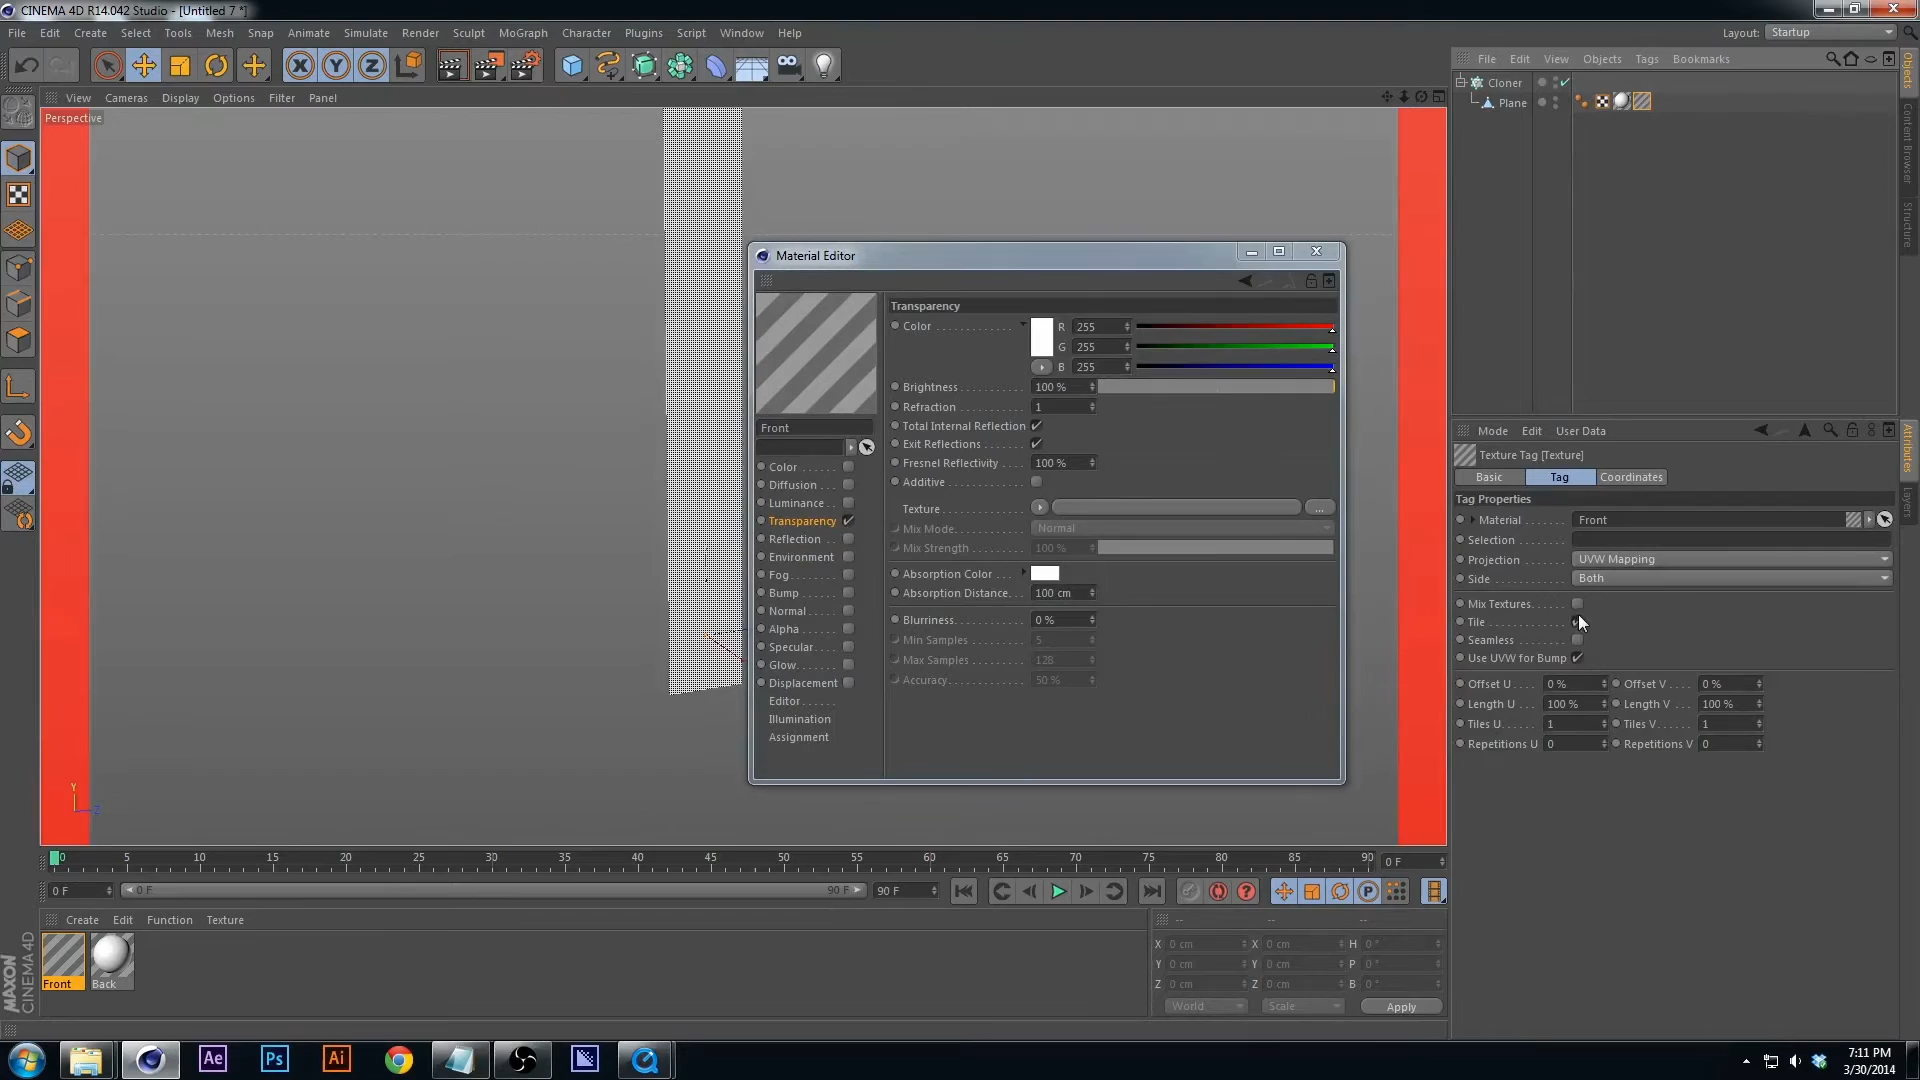 CINEMA 4D R14.042 Studio - [Untitled 7 *]
File Edit Create Select Tools Mesh Snap Animate Simulate Render Sculpt MoGraph Character Plugins Script Window Help
Layout: Startup
View Cameras Display Options Filter Panel
Perspective
File Edit View Objects Tags Bookmarks
Cloner
Plane
Objects
Content Browser
Structure
Material Editor
Transparency
Color R 255
G 255
B 255
Brightness 100 %
Refraction 1
Total Internal Reflection
Exit Reflections
Fresnel Reflectivity 100 %
Additive
Texture ...
Mix Mode Normal
Mix Strength 100 %
Absorption Color
Absorption Distance 100 cm
Blurriness 0 %
Min Samples 5
Max Samples 128
Accuracy 50 %
Front
Color
Diffusion
Luminance
Transparency
Reflection
Environment
Fog
Bump
Normal
Alpha
Specular
Glow
Displacement
Editor
Illumination
Assignment
Mode Edit User Data
Texture Tag [Texture]
Basic Tag Coordinates
Tag Properties
Material Front
Selection
Projection UVW Mapping
Side Both
Mix Textures
Tile
Seamless
Use UVW for Bump
Offset U 0 % Offset V 0 %
Length U 100 % Length V 100 %
Tiles U 1 Tiles V 1
Repetitions U 0 Repetitions V 0
Attributes
Layers
Y
Z
0 5 10 15 20 25 30 35 40 45 50 55 60 65 70 75 80 85 90 0 F
0 F 0 F 90 F 90 F
Create Edit Function Texture
Front Back
MAXON
CINEMA 4D
-- -- --
X 0 cm X 0 cm H 0 °
Y 0 cm Y 0 cm P 0 °
Z 0 cm Z 0 cm B 0 °
World Scale Apply
Ae Ps Ai
7:11 PM
3/30/2014